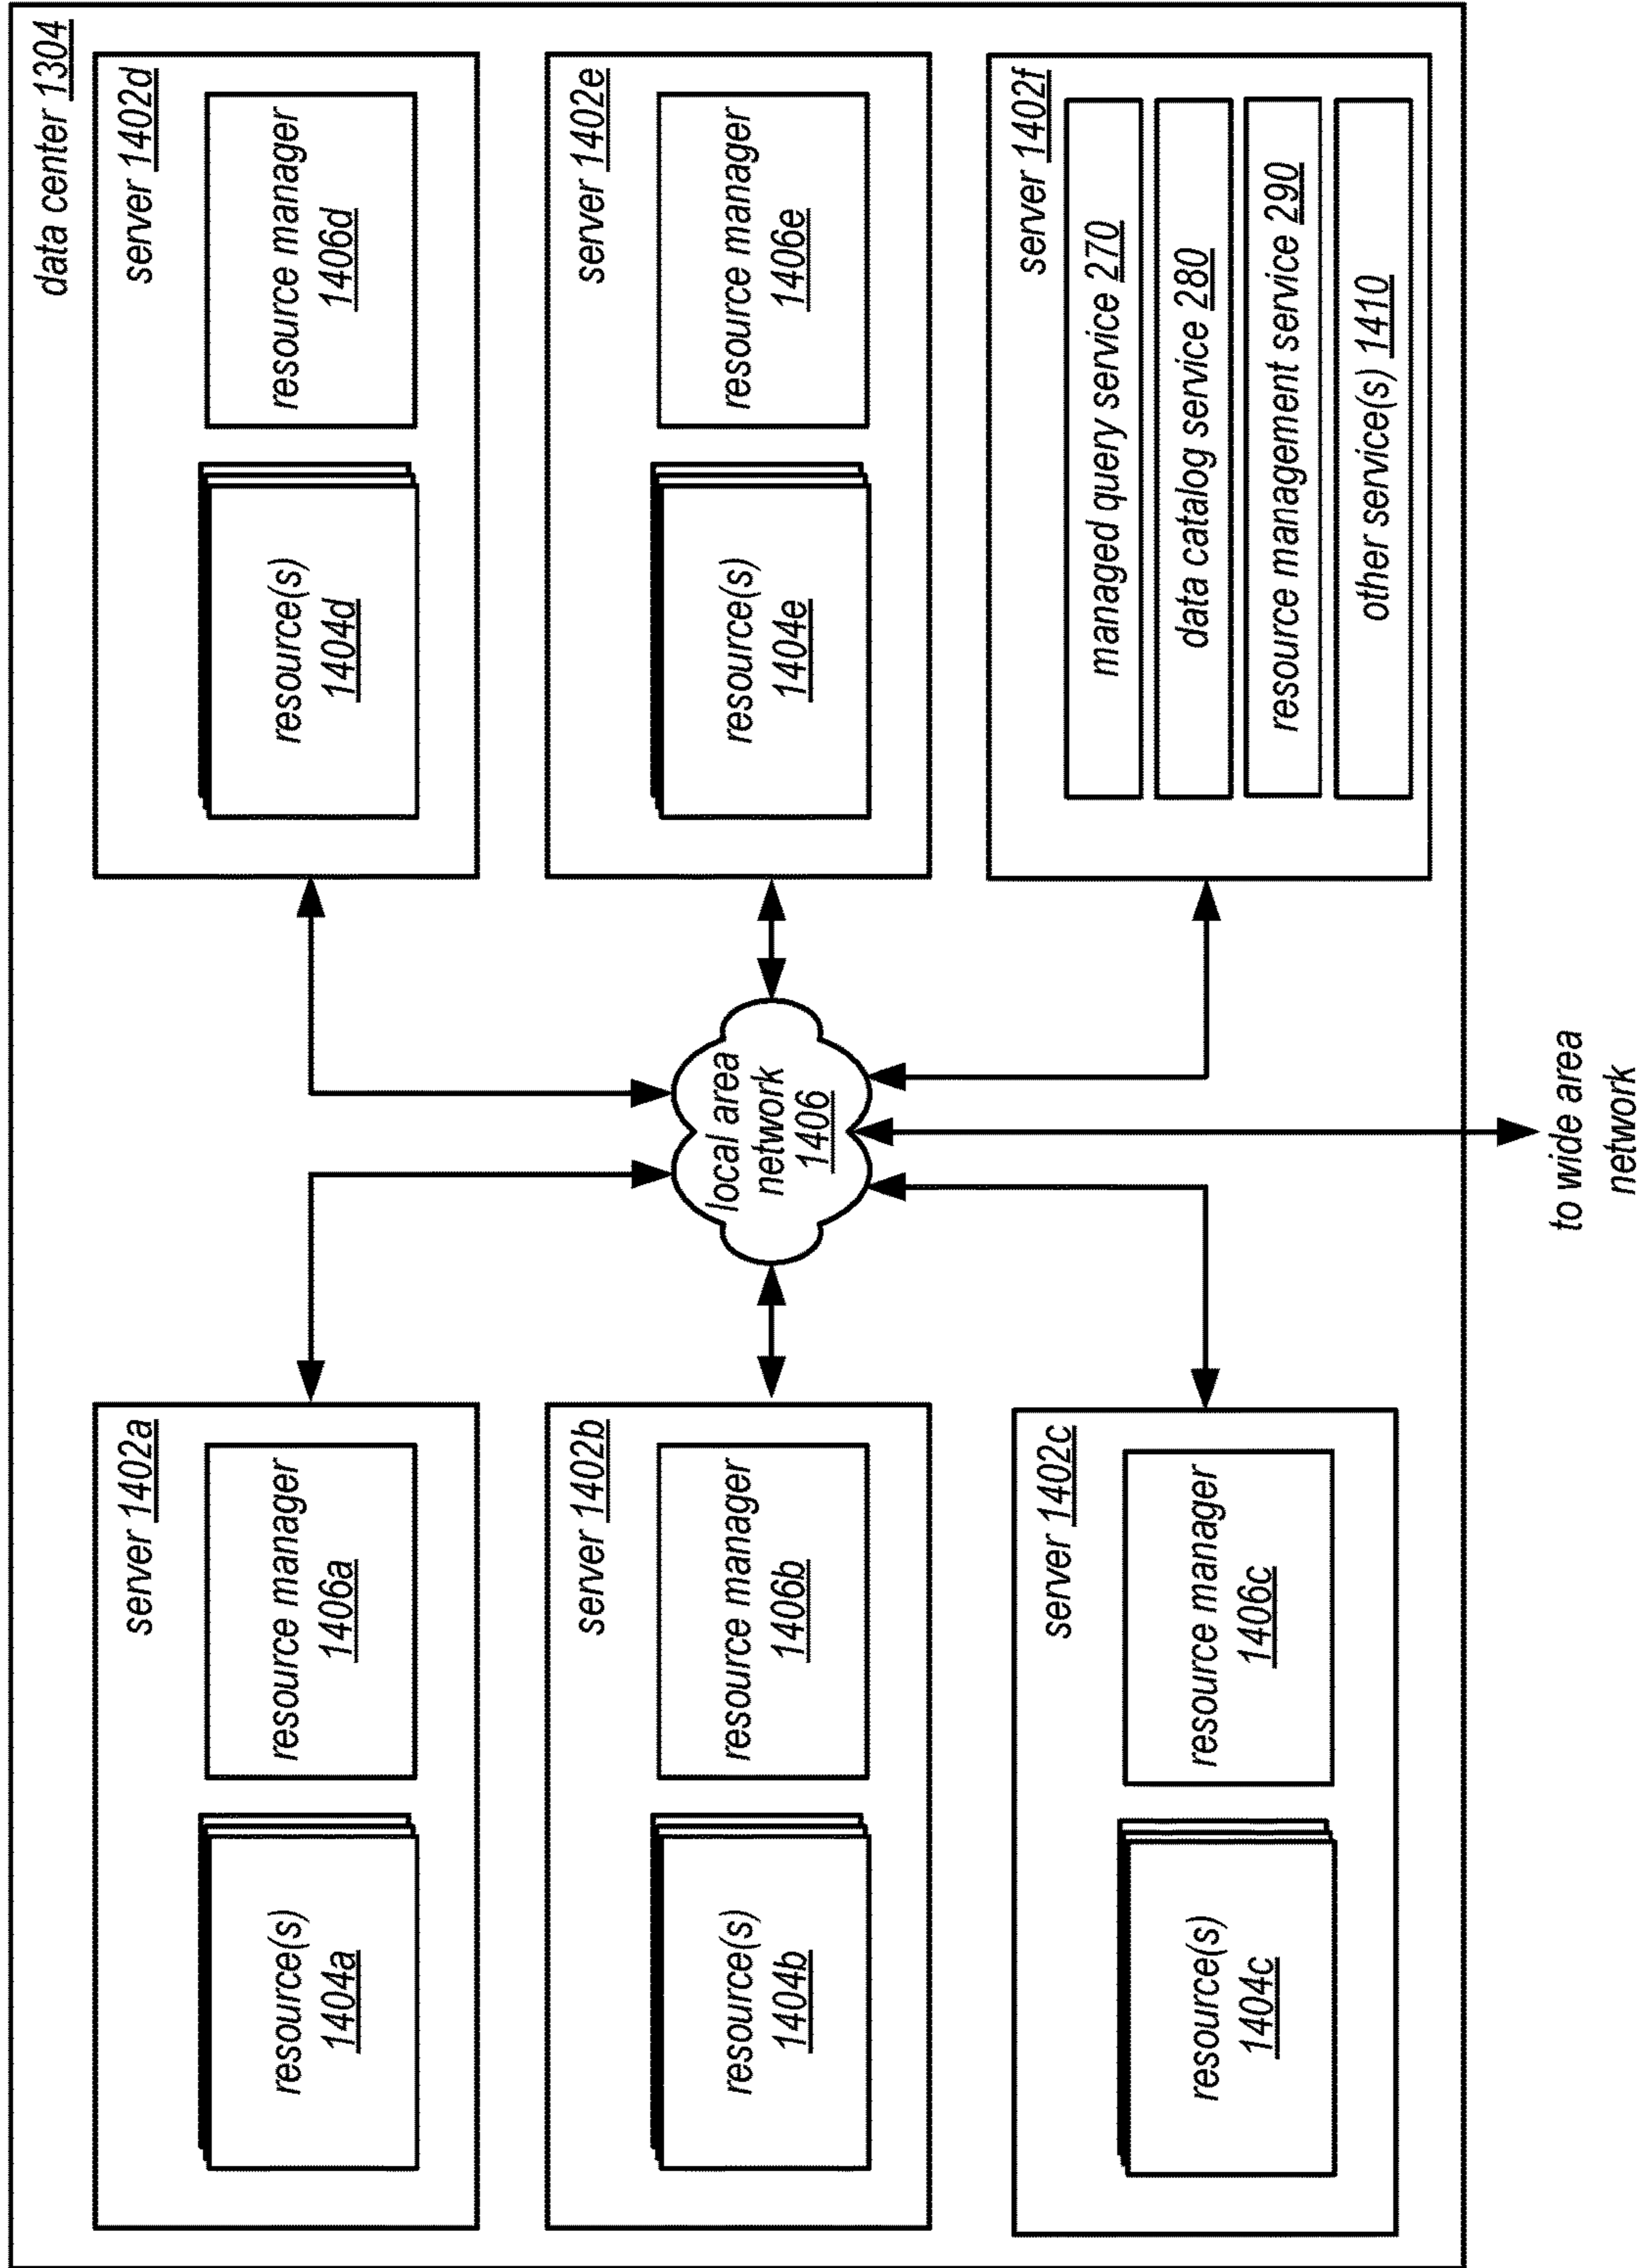 data center 1304
server 1402a
resource(s)
1404a
resource manager
1406a
server 1402b
resource(s)
1404b
resource manager
1406b
server 1402c
resource(s)
1404c
resource manager
1406c
local area
network
1406
server 1402d
resource(s)
1404d
resource manager
1406d
server 1402e
resource(s)
1404e
resource manager
1406e
server 1402f
managed query service 270
data catalog service 280
resource management service 290
other service(s) 1410
to wide area
network